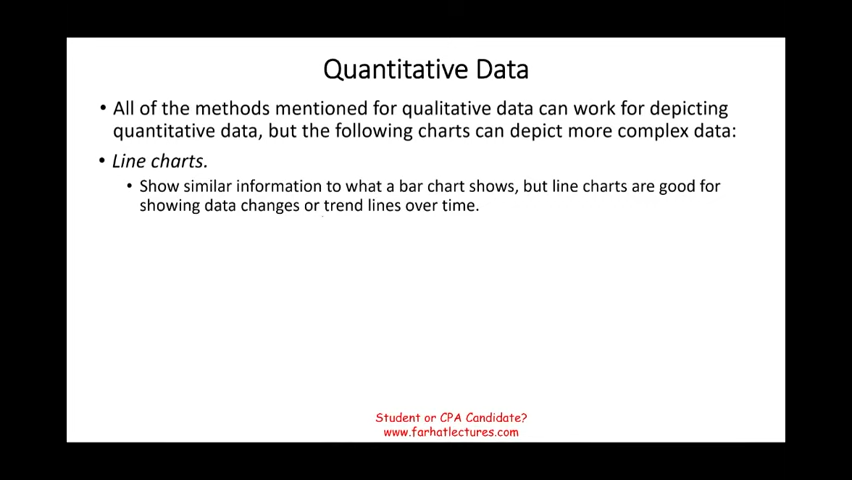 Quantitative Data
• All of the methods mentioned for qualitative data can work for depicting
quantitative data, but the following charts can depict more complex data:
• Line charts.
• Show similar information to what a bar chart shows, but line charts are good for
showing data changes or trend lines over time.
Student or CPA Candidate?
www.farhatlectures.com